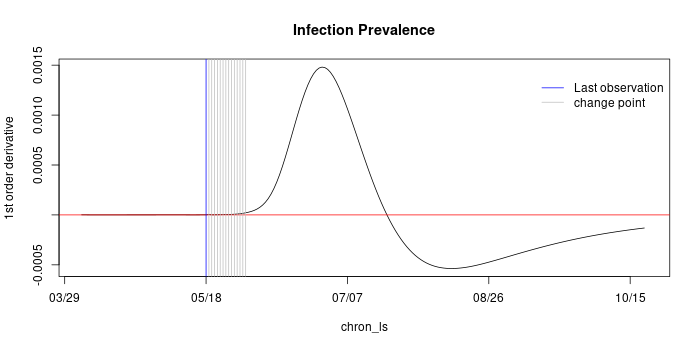 Infection Prevalence
1st order derivative
0.0015
0.0010
0.0005
-0.0005
Last observation
change point
03/29
05/18
07/07
08/26
10/15
chron_ls